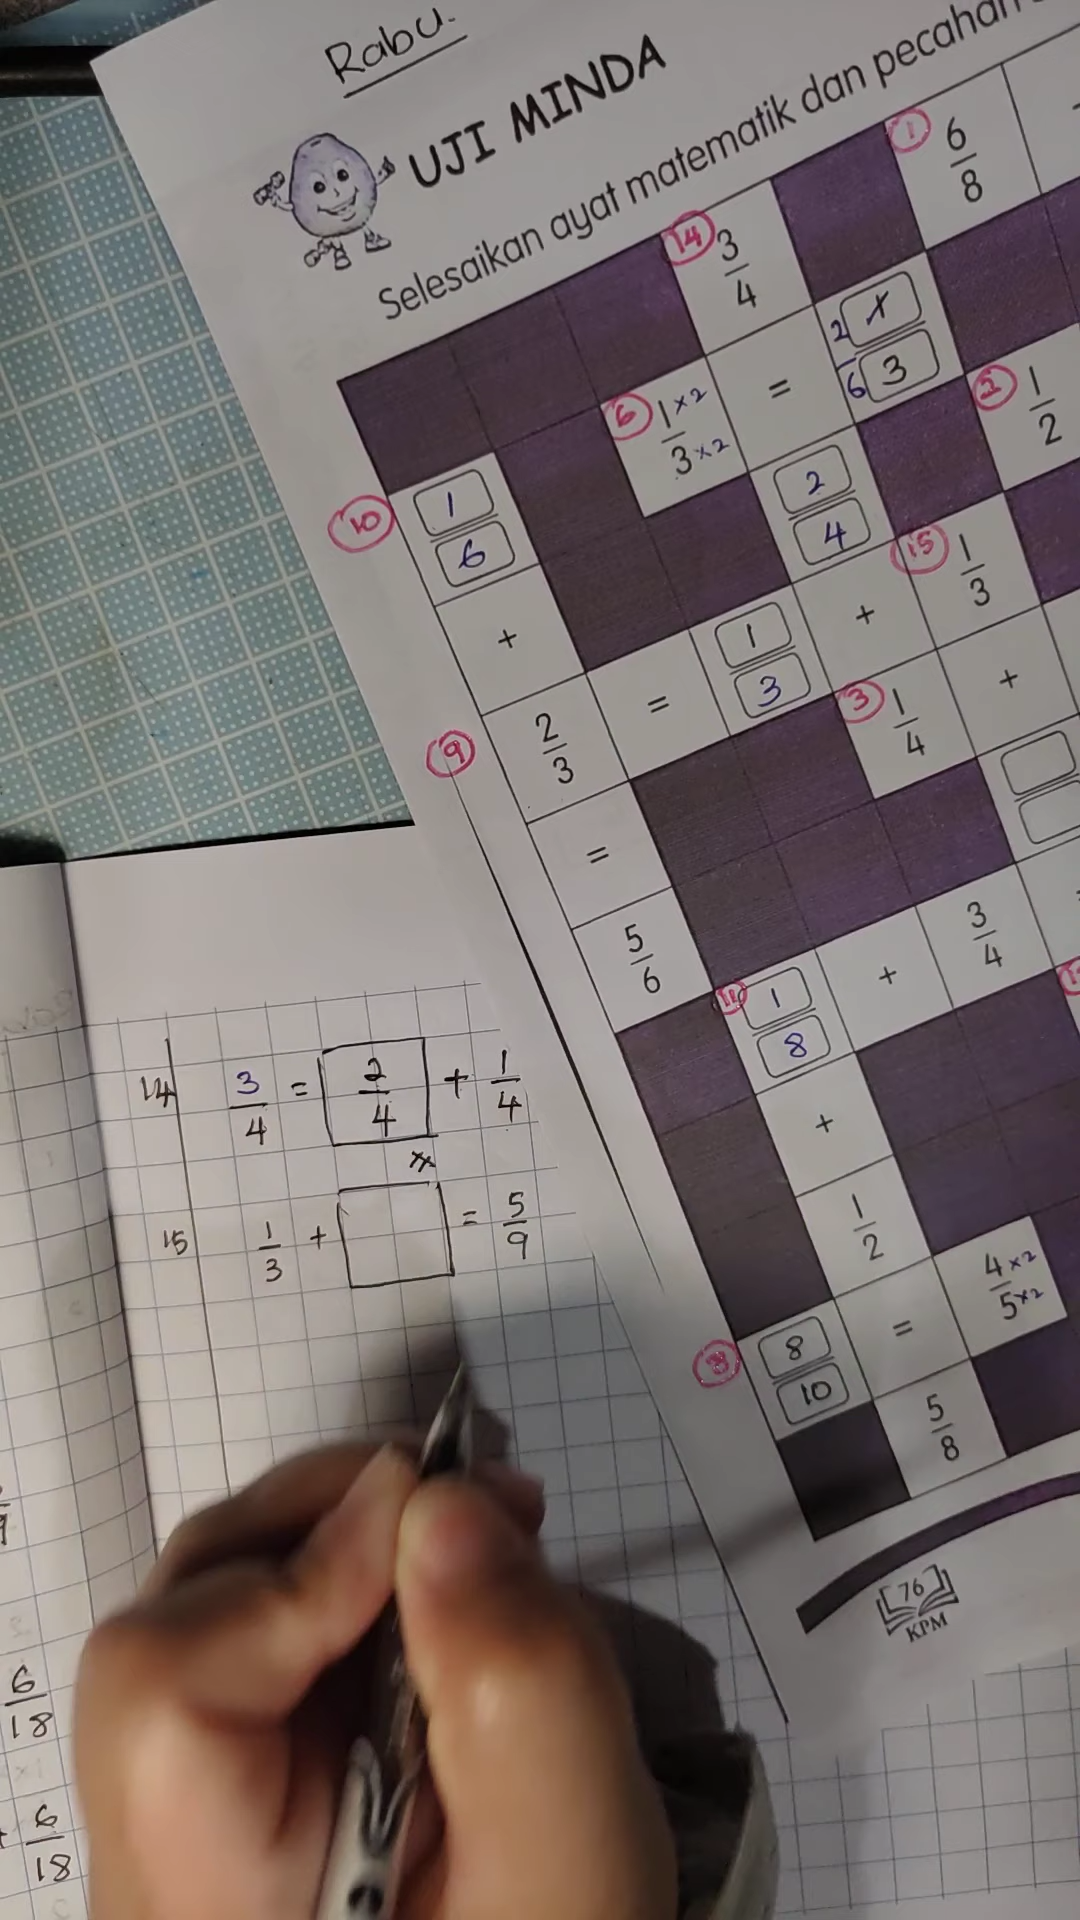 Rabu.
UJI MINDA
Selesaikan ayat matematik dan pecahan
1 6/8
14 3/4
6 1×2/3×2 = 2/6 1/3
2 1/2
10 1/6
2/4
15 1/3
+
1/3 +
9 2/3 =
3 1/4 +
=
5/6
11 1/8 + 3/4
+
1/2
8 8/10 = 4×2/5×2
5/8
76
KPM
14 3/4 = 2/4 + 1/4
15 1/3 + = 5/9
6/18
6/18